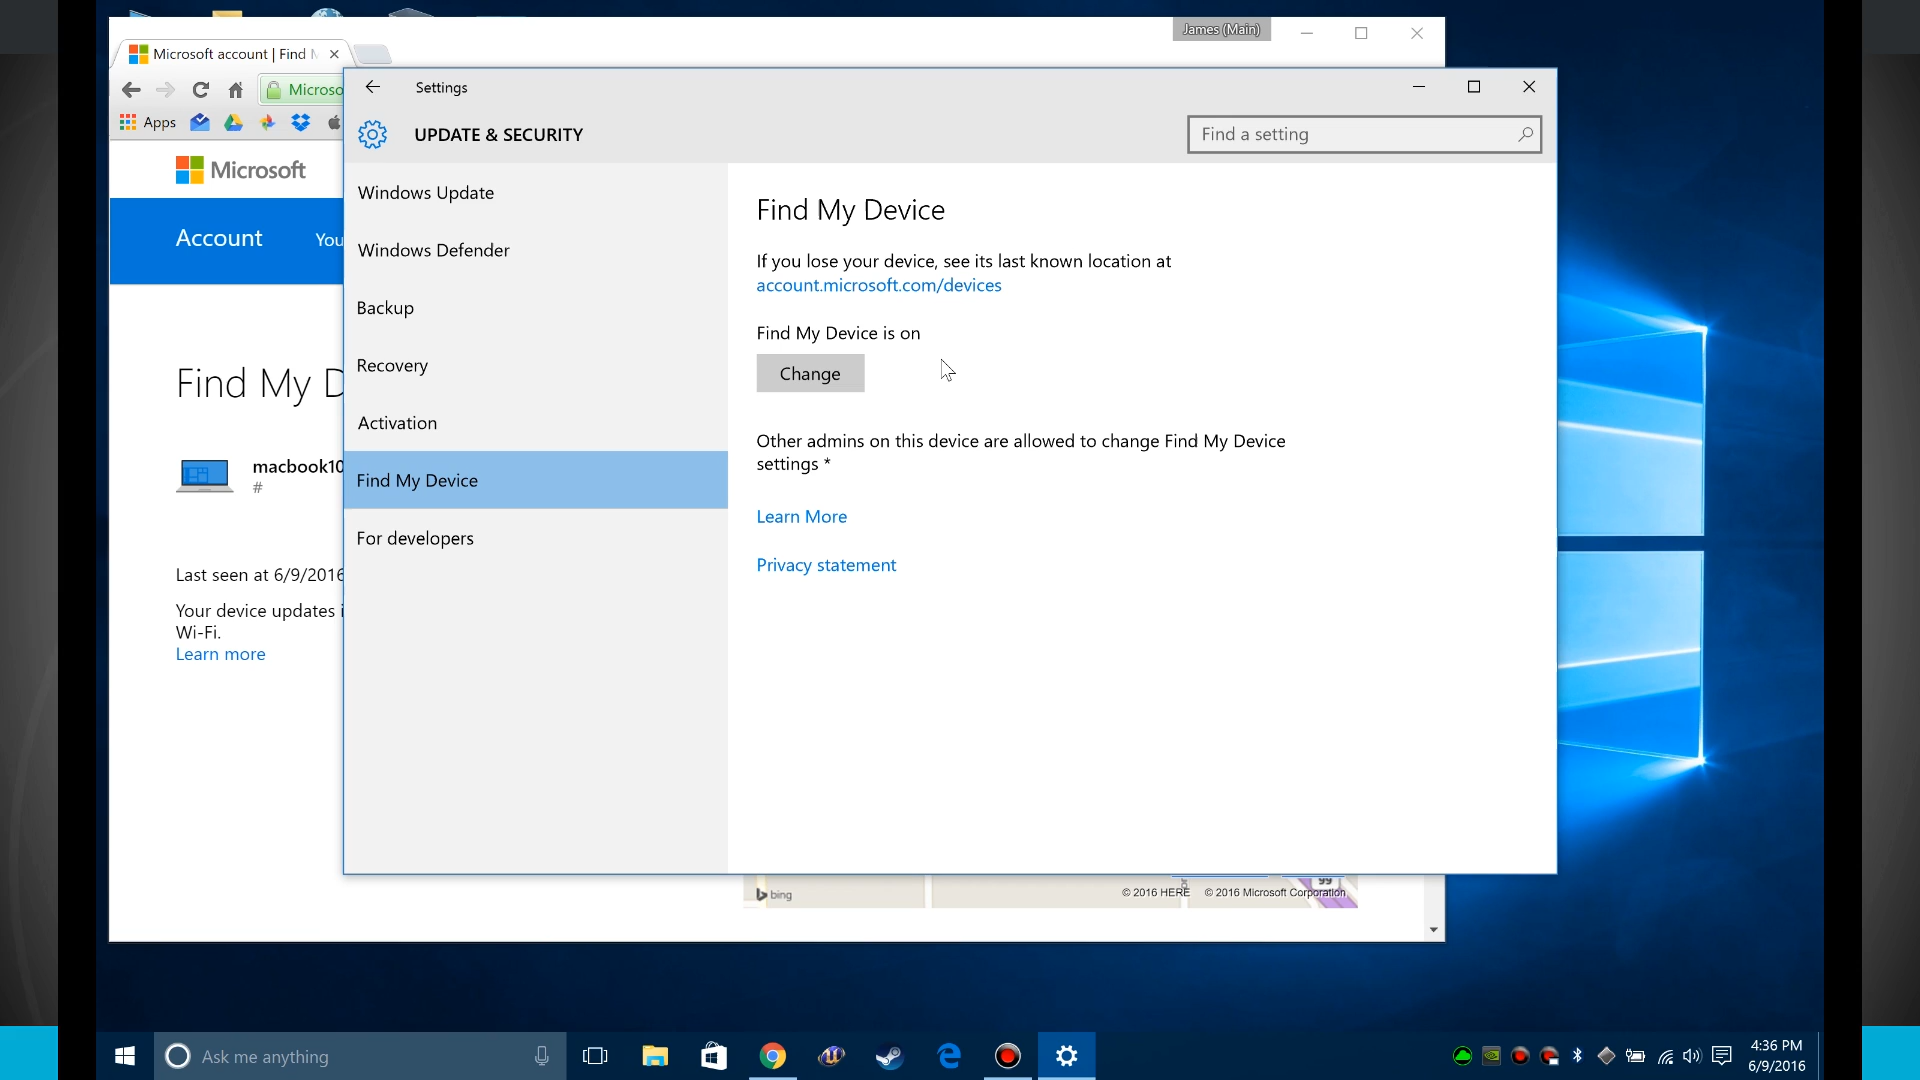 James (Main)
Microsoft account | Find
Microso
Apps
Microsoft
Account
You
Find My D
macbook10
#
Last seen at 6/9/2016
Your device updates
Wi-Fi.
Learn more
Settings
UPDATE & SECURITY
Find a setting
Windows Update
Windows Defender
Backup
Recovery
Activation
Find My Device
For developers
Find My Device
If you lose your device, see its last known location at
account.microsoft.com/devices
Find My Device is on
Change
Other admins on this device are allowed to change Find My Device
settings *
Learn More
Privacy statement
bing
© 2016 HERE © 2016 Microsoft Corporation
99
Ask me anything
4:36 PM
6/9/2016